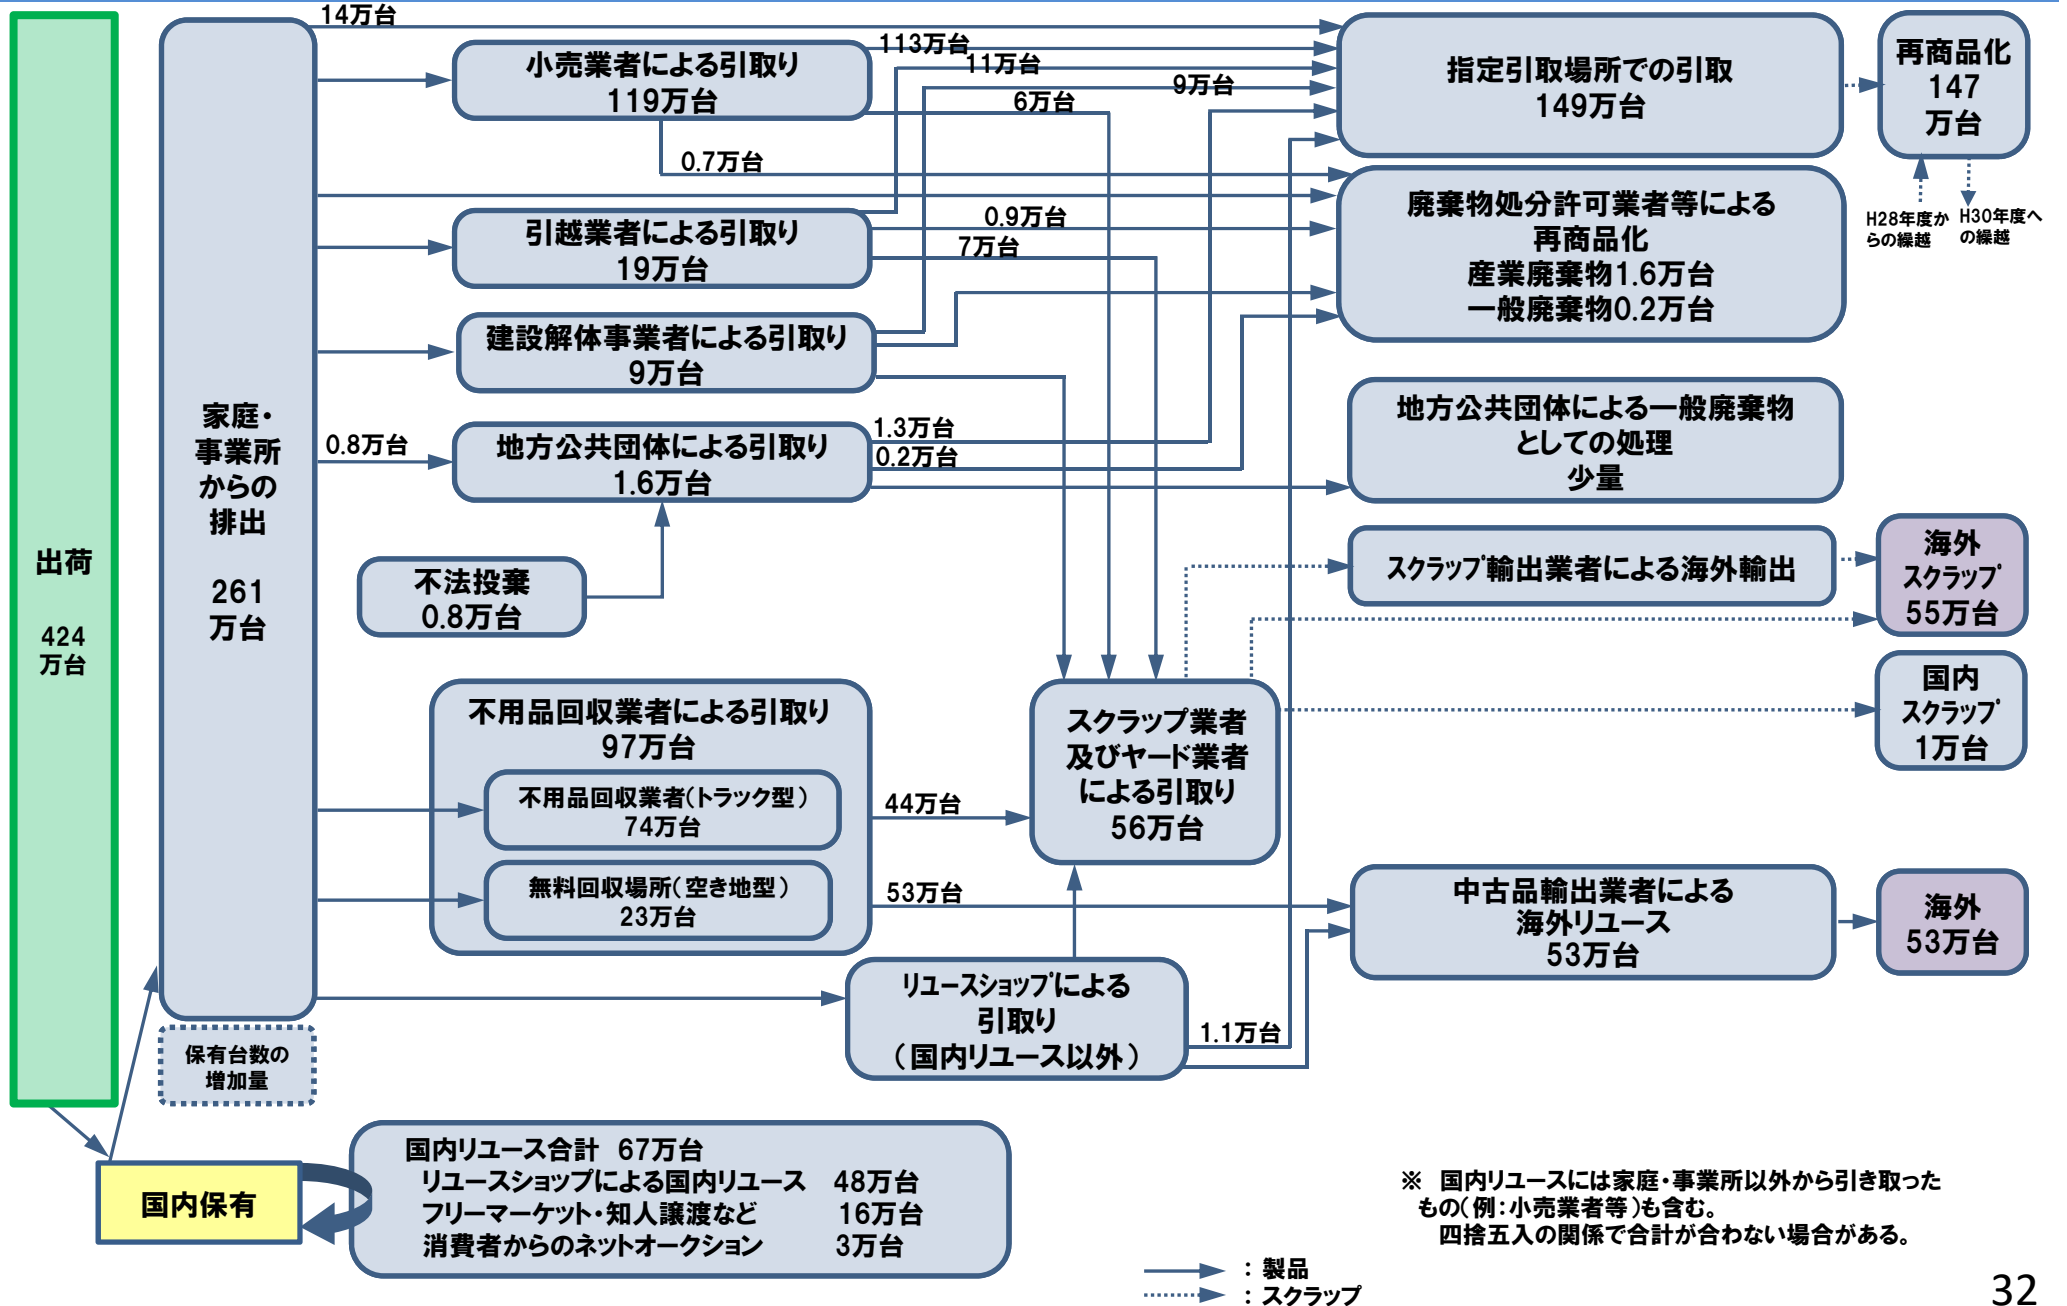 出荷
424
万台
家庭・
事業所
からの
排出
261
万台
保有台数の
増加量
国内保有
14万台
小売業者による引取り
119万台
113万台
11万台
9万台
6万台
0.7万台
引越業者による引取り
19万台
0.9万台
7万台
建設解体事業者による引取り
9万台
0.8万台
地方公共団体による引取り
1.6万台
1.3万台
0.2万台
不法投棄
0.8万台
不用品回収業者による引取り
97万台
不用品回収業者(トラック型)
74万台
無料回収場所(空き地型)
23万台
44万台
53万台
スクラップ業者
及びヤード業者
による引取り
56万台
リユースショップによる
引取り
(国内リユース以外)
1.1万台
指定引取場所での引取
149万台
廃棄物処分許可業者等による
再商品化
産業廃棄物1.6万台
一般廃棄物0.2万台
地方公共団体による一般廃棄物
としての処理
少量
スクラップ輸出業者による海外輸出
中古品輸出業者による
海外リユース
53万台
再商品化
147
万台
H28年度か
らの繰越
H30年度へ
の繰越
海外
スクラップ
55万台
国内
スクラップ
1万台
海外
53万台
国内リユース合計 67万台
リユースショップによる国内リユース 48万台
フリーマーケット・知人譲渡など 16万台
消費者からのネットオークション 3万台
※ 国内リユースには家庭・事業所以外から引き取った
もの(例:小売業者等)も含む。
四捨五入の関係で合計が合わない場合がある。
:製品
:スクラップ
32